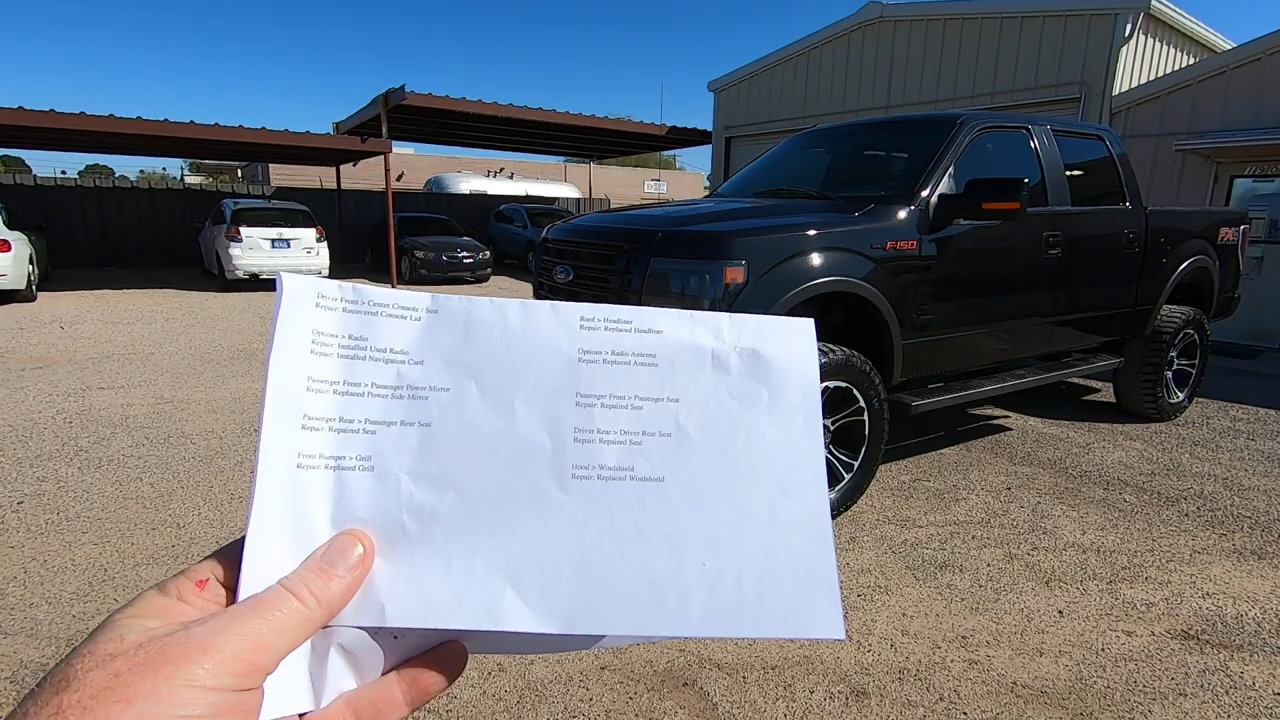 Driver Front > Center Console / Seat
Repair: Recovered Console Lid
Options > Radio
Repair: Installed Used Radio
Repair: Installed Navigation Card
Passenger Front > Passenger Power Mirror
Repair: Replaced Power Side Mirror
Passenger Rear > Passenger Rear Seat
Repair: Repaired Seat
Front Bumper > Grill
Repair: Replaced Grill
Roof > Headliner
Repair: Replaced Headliner
Options > Radio Antenna
Repair: Replaced Antenna
Passenger Front > Passenger Seat
Repair: Repaired Seat
Driver Rear > Driver Rear Seat
Repair: Repaired Seat
Hood > Windshield
Repair: Replaced Windshield
Ford
F-150
FX